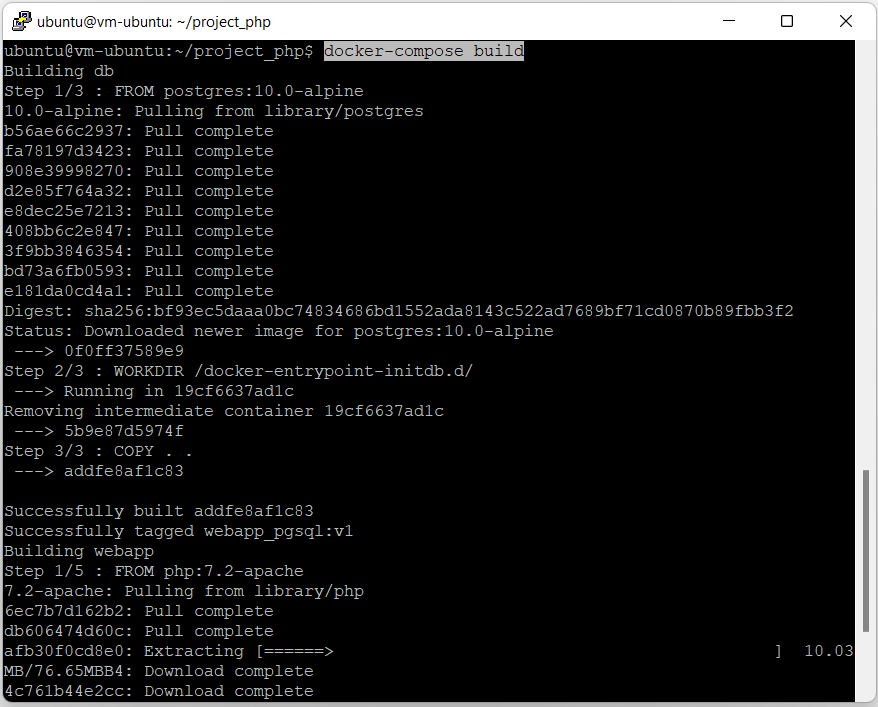 ubuntu@vm-ubuntu: ~/project_php
ubuntu@vm-ubuntu:~/project_php$ docker-compose build
Building db
Step 1/3 : FROM postgres:10.0-alpine
10.0-alpine: Pulling from library/postgres
b56ae66c2937: Pull complete
fa78197d3423: Pull complete
908e39998270: Pull complete
d2e85f764a32: Pull complete
e8dec25e7213: Pull complete
408bb6c2e847: Pull complete
3f9bb3846354: Pull complete
bd73a6fb0593: Pull complete
e181da0cd4a1: Pull complete
Digest: sha256:bf93ec5daaa0bc74834686bd1552ada8143c522ad7689bf71cd0870b89fbb3f2
Status: Downloaded newer image for postgres:10.0-alpine
 ---> 0f0ff37589e9
Step 2/3 : WORKDIR /docker-entrypoint-initdb.d/
 ---> Running in 19cf6637ad1c
Removing intermediate container 19cf6637ad1c
 ---> 5b9e87d5974f
Step 3/3 : COPY . .
 ---> addfe8af1c83
Successfully built addfe8af1c83
Successfully tagged webapp_pgsql:v1
Building webapp
Step 1/5 : FROM php:7.2-apache
7.2-apache: Pulling from library/php
6ec7b7d162b2: Pull complete
db606474d60c: Pull complete
afb30f0cd8e0: Extracting [======>                                            ]  10.03
MB/76.65MBB4: Download complete
4c761b44e2cc: Download complete